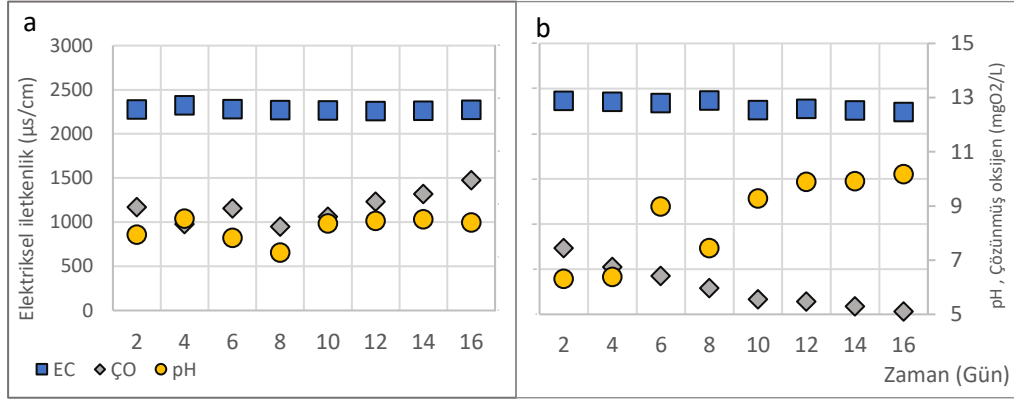 a
Elektriksel iletkenlik (µs/cm)
3000
2500
2000
1500
1000
500
0
2 4 6 8 10 12 14 16
EC ÇO pH
b
15
13
11
9
7
5
pH , Çözünmüş oksijen (mgO2/L)
2 4 6 8 10 12 14 16
Zaman (Gün)